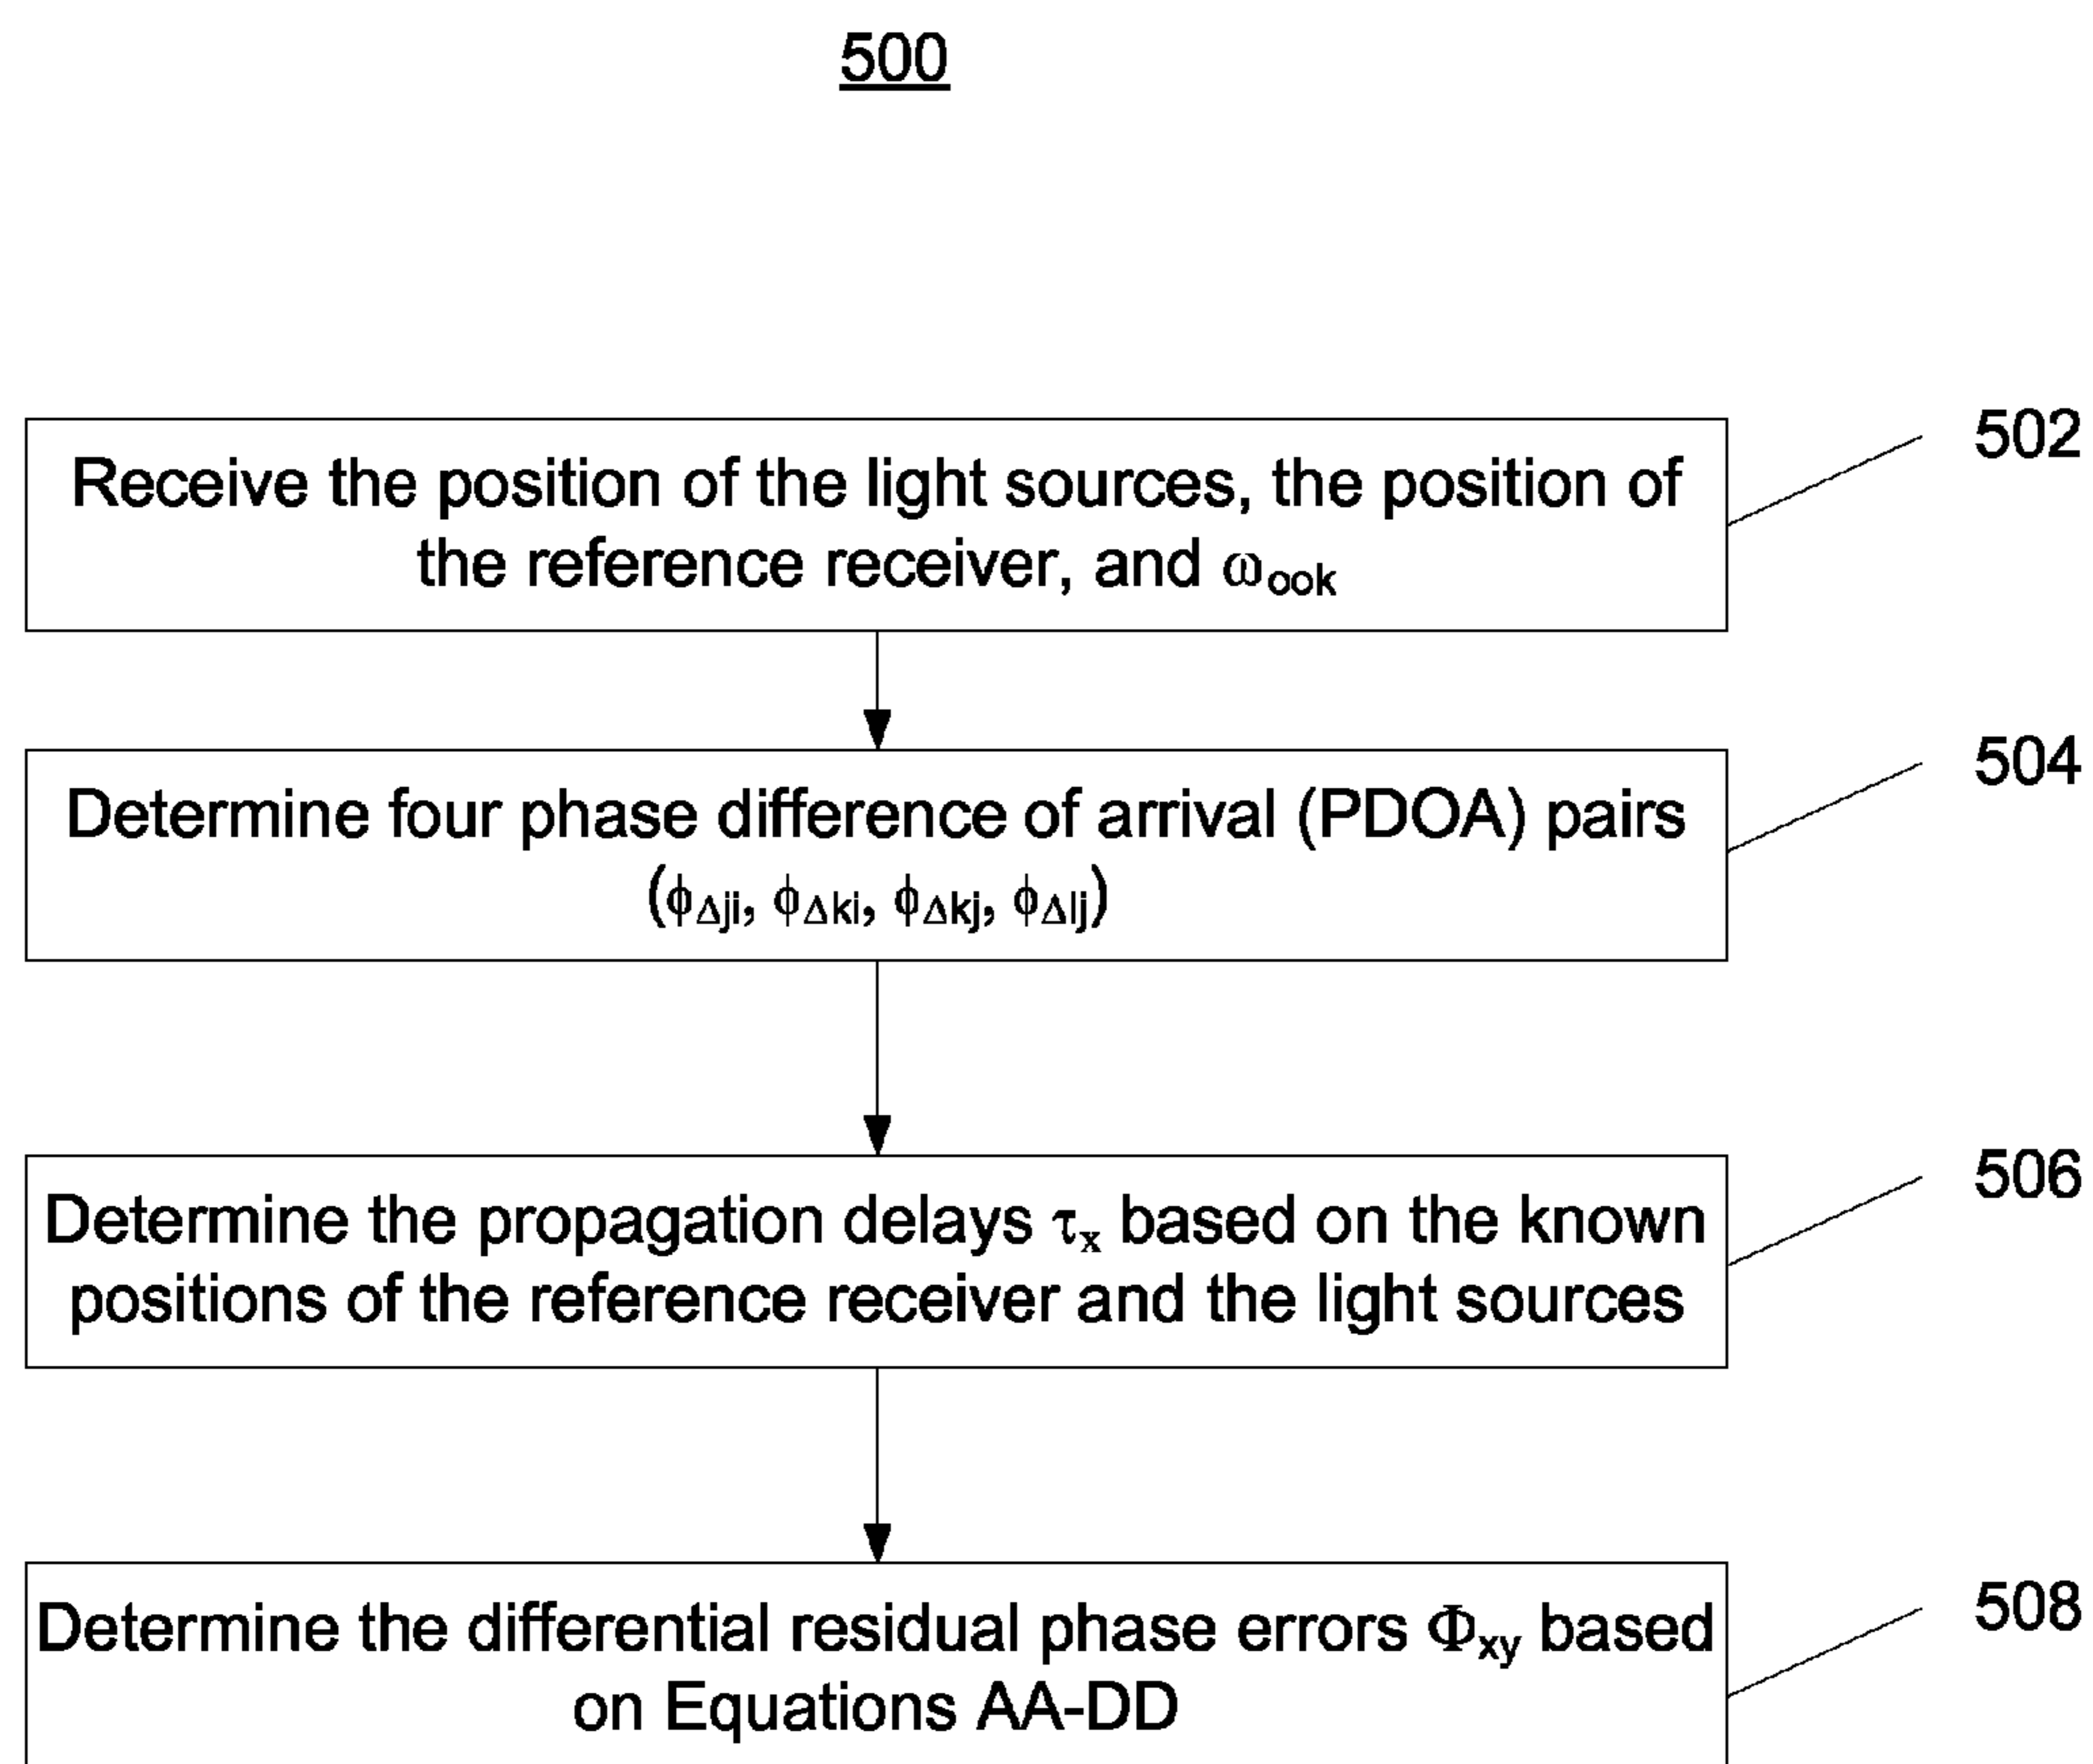 500
Receive the position of the light sources, the position of
the reference receiver, and ωook
502
Determine four phase difference of arrival (PDOA) pairs
(ϕΔji, ϕΔki, ϕΔkj, ϕΔlj)
504
Determine the propagation delays τx based on the known
positions of the reference receiver and the light sources
506
Determine the differential residual phase errors Φxy based
on Equations AA-DD
508